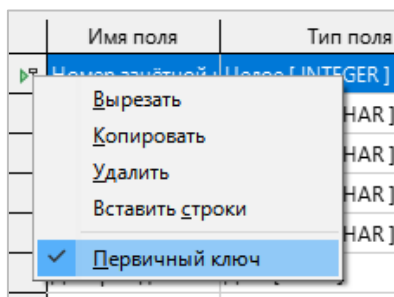 Имя поля Тип поля
Номер зачётной Целое [ INTEGER ]
Вырезать
HAR ]
Копировать
HAR ]
Удалить
HAR ]
Вставить строки
HAR ]
Первичный ключ